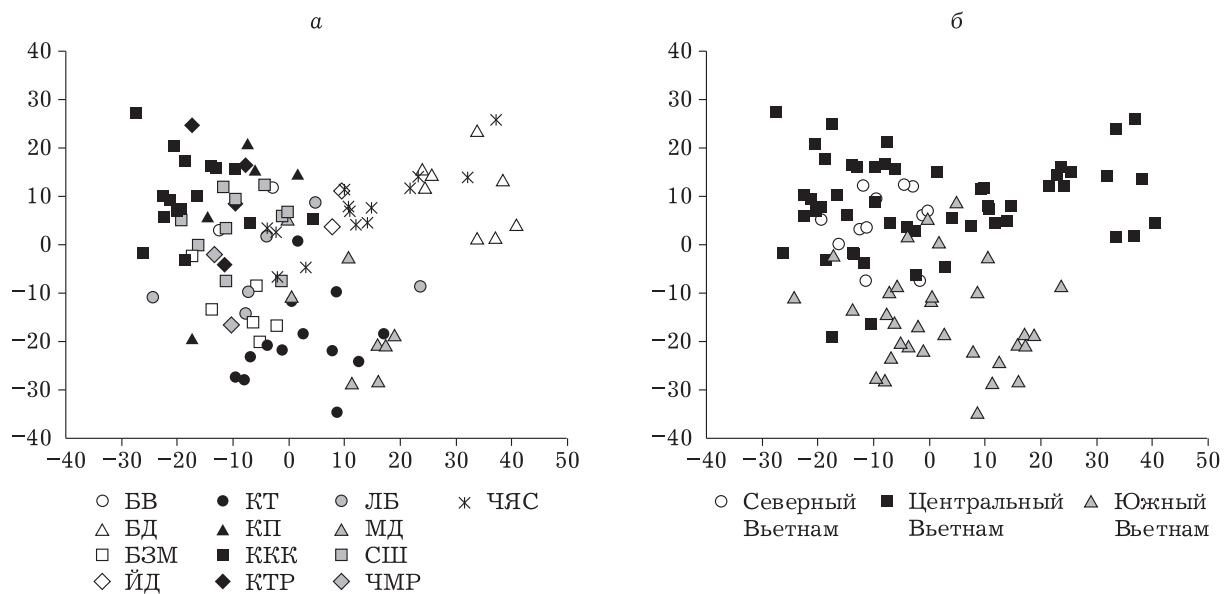 а
б
40
30
20
10
0
−10
−20
−30
−40
−40 −30 −20 −10 0 10 20 30 40 50
40
30
20
10
0
−10
−20
−30
−40
−40 −30 −20 −10 0 10 20 30 40 50
БВ КТ ЛБ ЧЯС
БД КП МД
БЗМ ККК СШ
ЙД КТР ЧМР
Северный Центральный Южный
Вьетнам Вьетнам Вьетнам